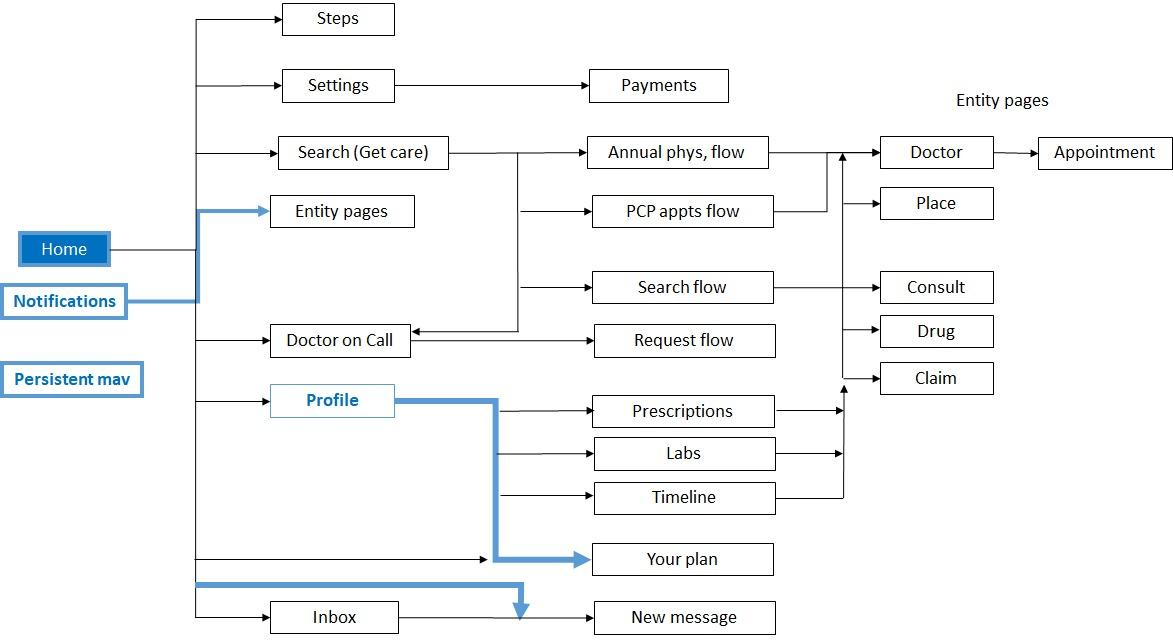 Steps
Settings
Payments
Entity pages
Search (Get care)
Annual phys, flow
Doctor
Appointment
Entity pages
PCP appts flow
Place
Home
Notifications
Search flow
Consult
Doctor on Call
Request flow
Drug
Persistent mav
Claim
Profile
Prescriptions
Labs
Timeline
Your plan
Inbox
New message